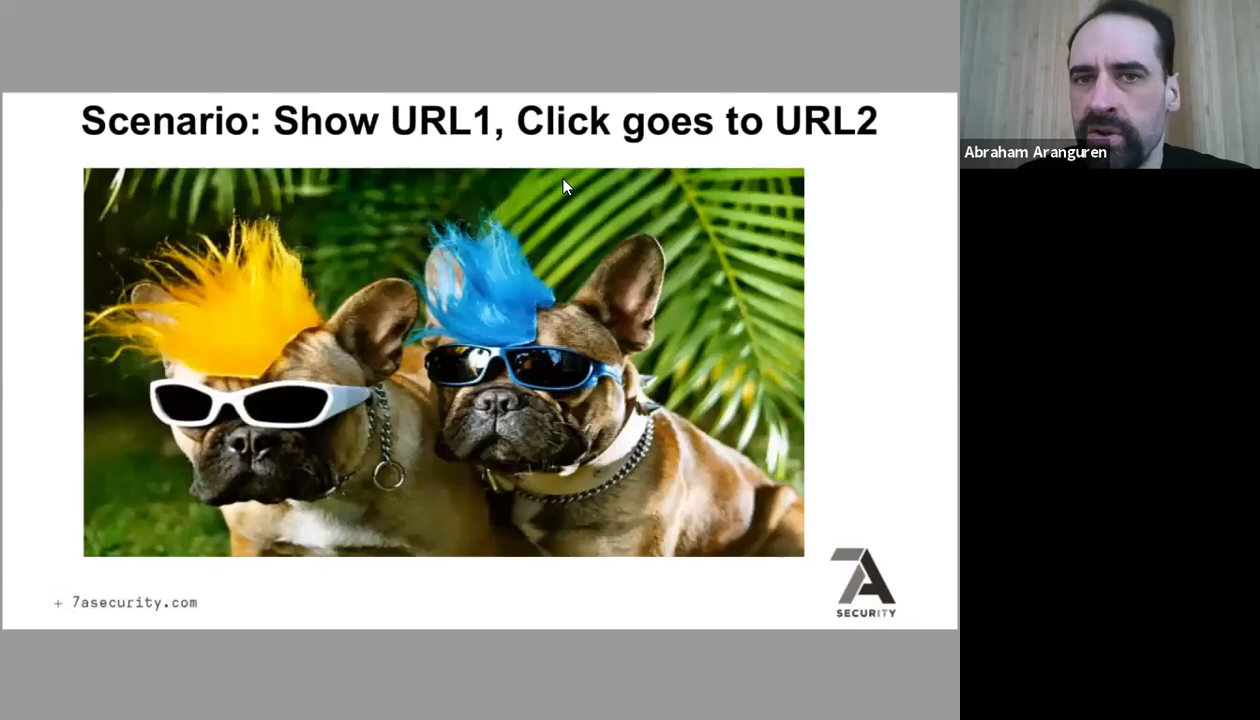 Scenario: Show URL1, Click goes to URL2
Abraham Aranguren
+ 7asecurity.com
7A
SECURITY